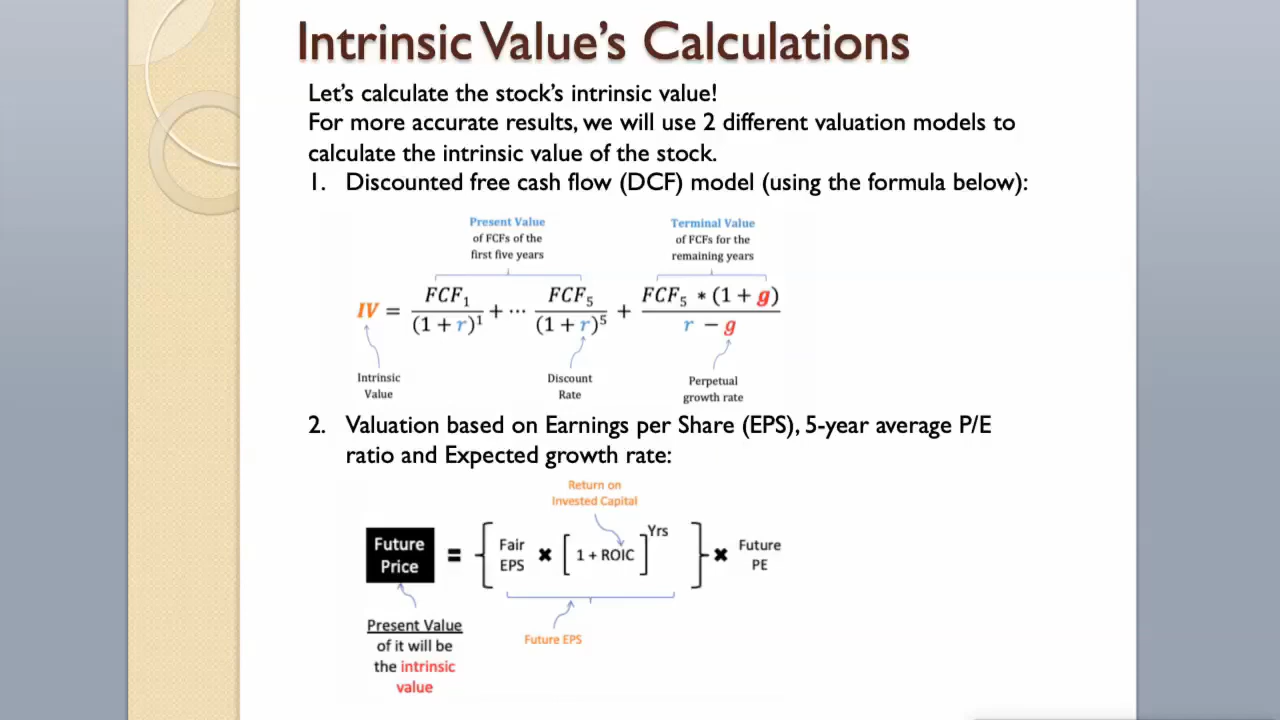 Intrinsic Value's Calculations
Let's calculate the stock's intrinsic value!
For more accurate results, we will use 2 different valuation models to
calculate the intrinsic value of the stock.
1. Discounted free cash flow (DCF) model (using the formula below):
Present Value
of FCFs of the
first five years
Terminal Value
of FCFs for the
remaining years
IV = FCF₁ / (1 + r)¹ + ... FCF₅ / (1 + r)⁵ + FCF₅ * (1 + g) / r − g
Intrinsic
Value
Discount
Rate
Perpetual
growth rate
2. Valuation based on Earnings per Share (EPS), 5-year average P/E
ratio and Expected growth rate:
Return on
Invested Capital
Future
Price
=
{
Fair
EPS
×
[1 + ROIC]
Yrs
}
×
Future
PE
Future EPS
Present Value
of it will be
the intrinsic
value